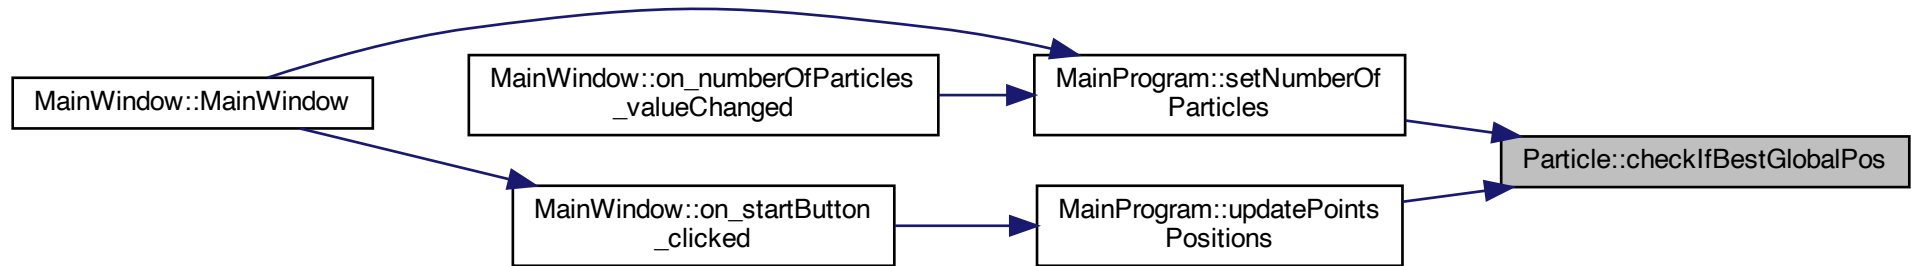 MainWindow::MainWindow
MainWindow::on_numberOfParticles
_valueChanged
MainProgram::setNumberOf
Particles
Particle::checkIfBestGlobalPos
MainWindow::on_startButton
_clicked
MainProgram::updatePoints
Positions